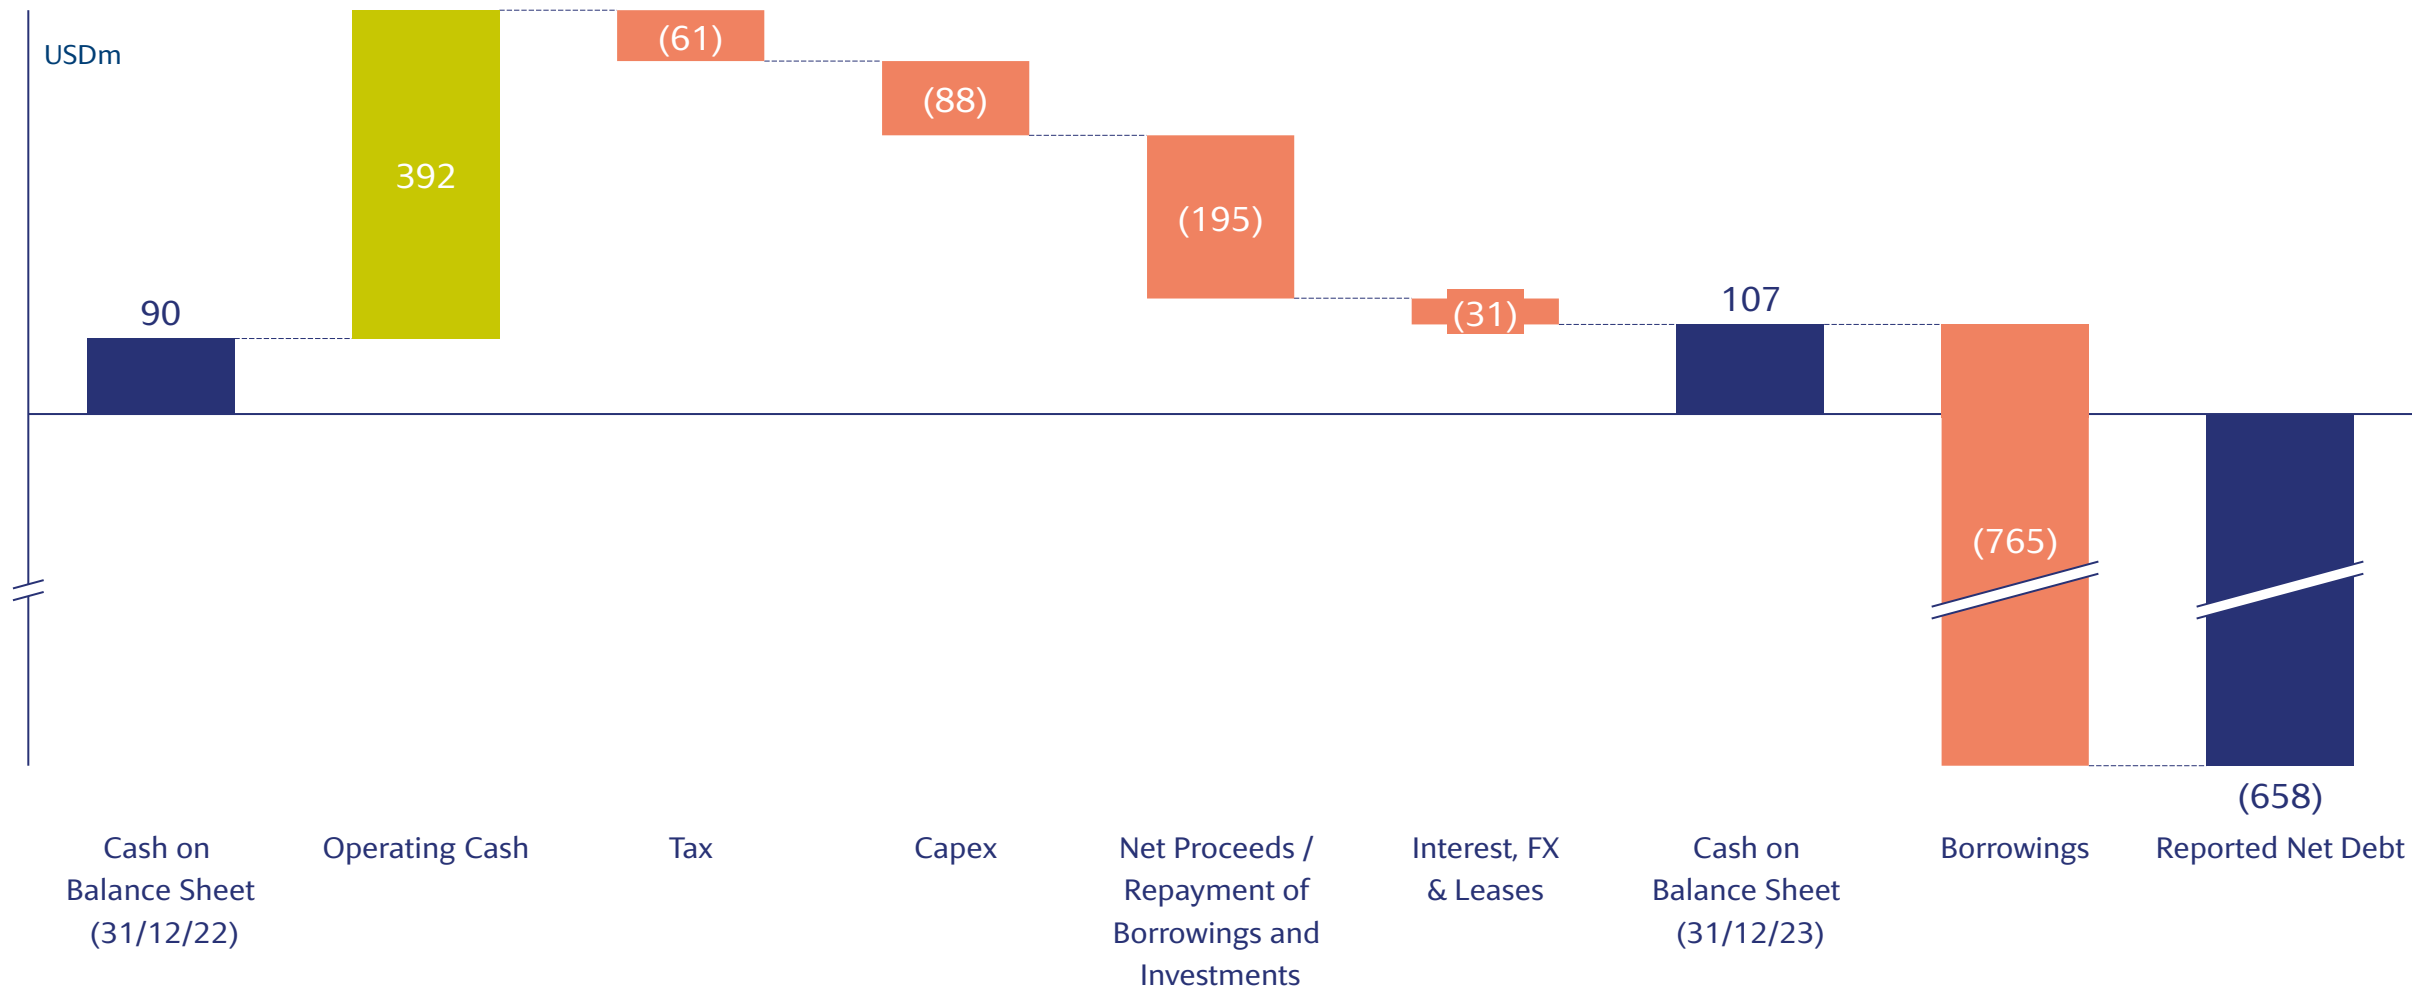 USDm
90
392
(61)
(88)
(195)
(31)
107
(765)
(658)
Cash on
Balance Sheet
(31/12/22)
Operating Cash
Tax
Capex
Net Proceeds /
Repayment of
Borrowings and
Investments
Interest, FX
& Leases
Cash on
Balance Sheet
(31/12/23)
Borrowings
Reported Net Debt